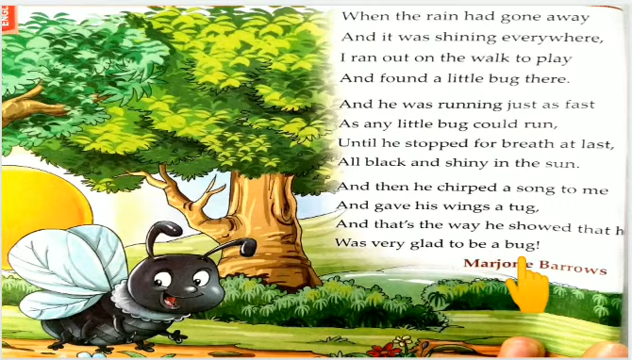 ENGL
When the rain had gone away
And it was shining everywhere,
I ran out on the walk to play
And found a little bug there.
And he was running just as fast
As any little bug could run,
Until he stopped for breath at last,
All black and shiny in the sun.
And then he chirped a song to me
And gave his wings a tug,
And that's the way he showed that h
Was very glad to be a bug!
Marjorie Barrows